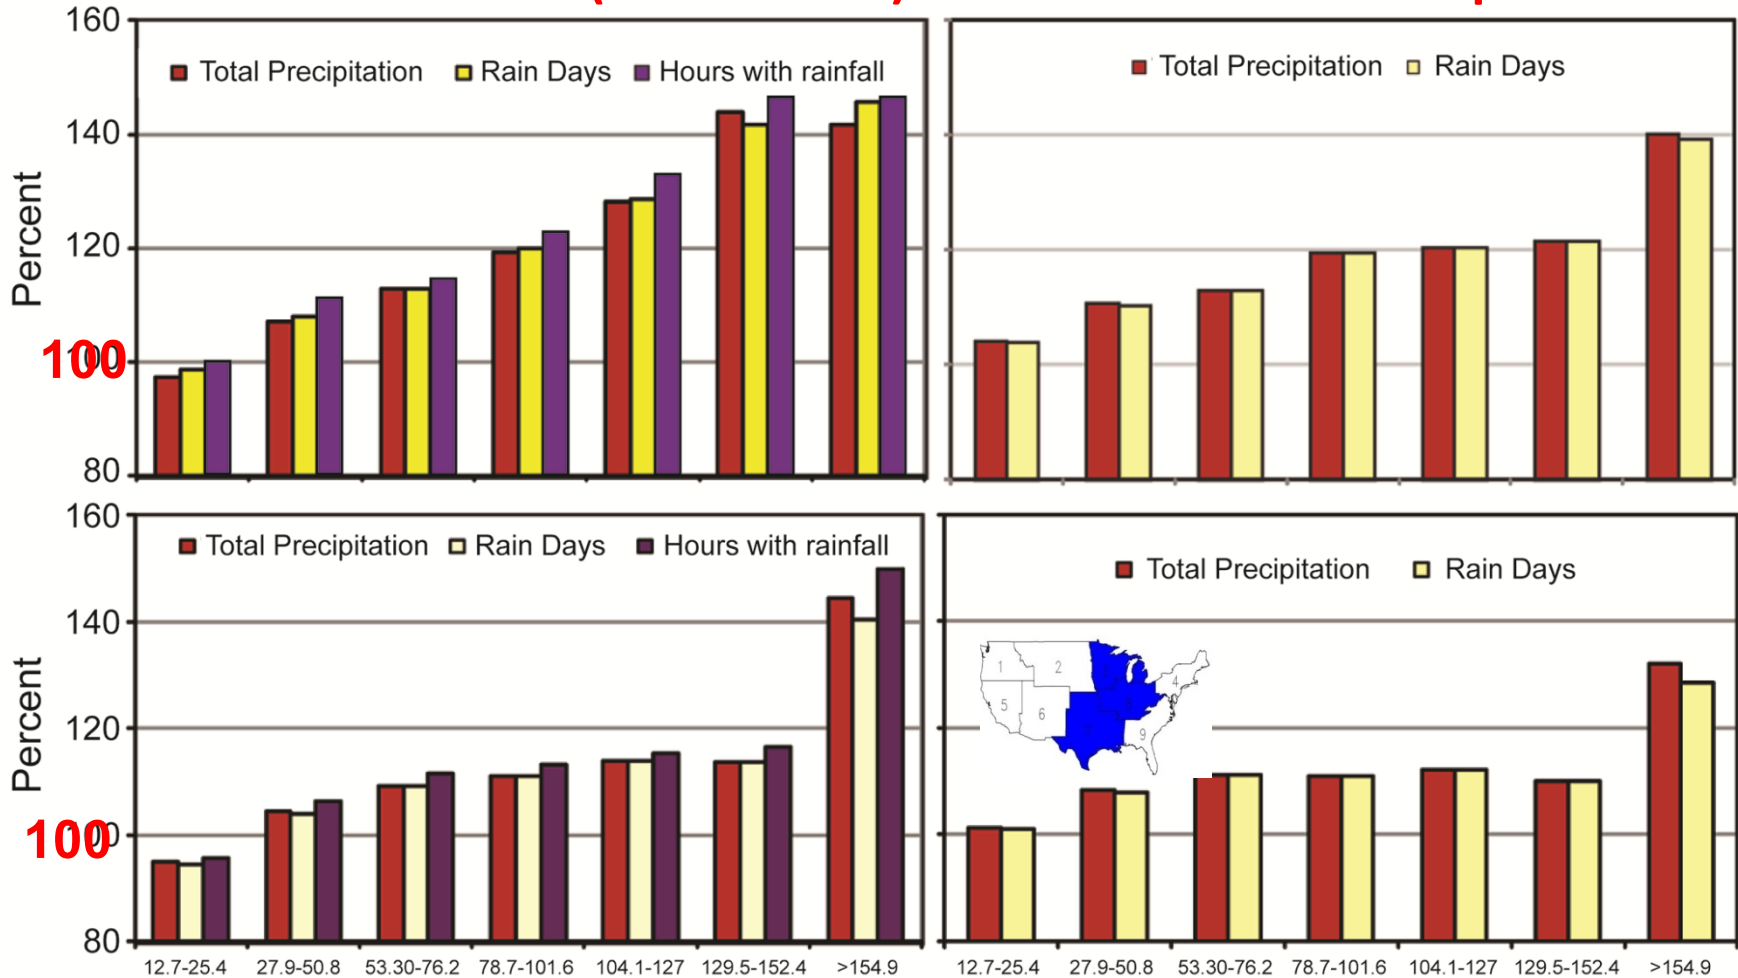 160
Total Precipitation Rain Days Hours with rainfall
140
120
100
100
80
Percent
Total Precipitation Rain Days
160
Total Precipitation Rain Days Hours with rainfall
140
120
100
100
80
Percent
12.7-25.4 27.9-50.8 53.30-76.2 78.7-101.6 104.1-127 129.5-152.4 >154.9
Total Precipitation Rain Days
1 2 4
5 6 9
12.7-25.4 27.9-50.8 53.30-76.2 78.7-101.6 104.1-127 129.5-152.4 >154.9